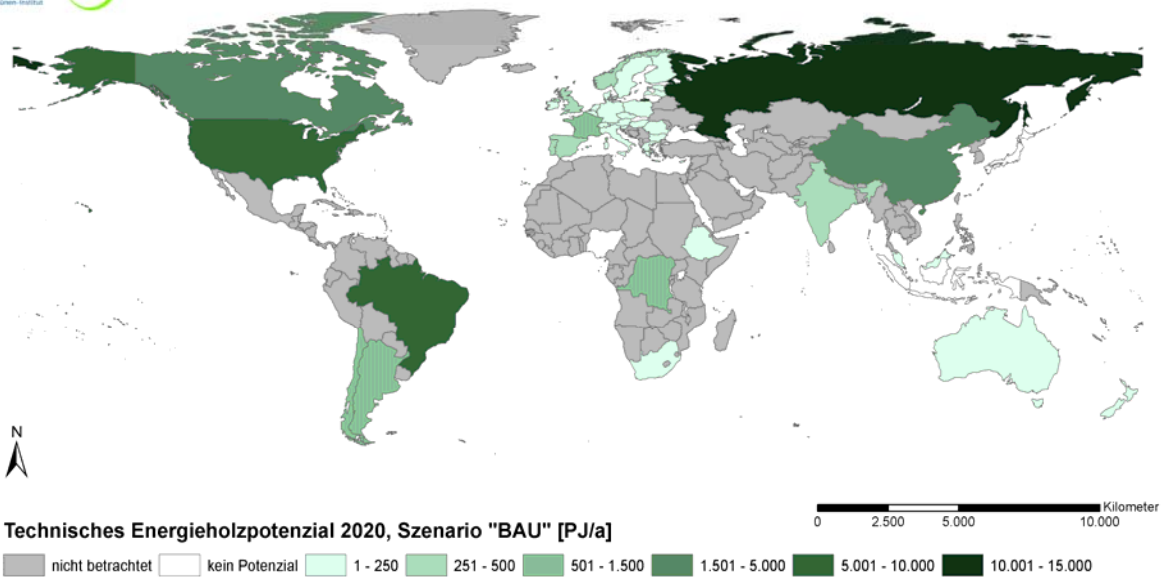 N
Kilometer
0 2.500 5.000 10.000
Technisches Energieholzpotenzial 2020, Szenario "BAU" [PJ/a]
nicht betrachtet kein Potenzial 1 - 250 251 - 500 501 - 1.500 1.501 - 5.000 5.001 - 10.000 10.001 - 15.000